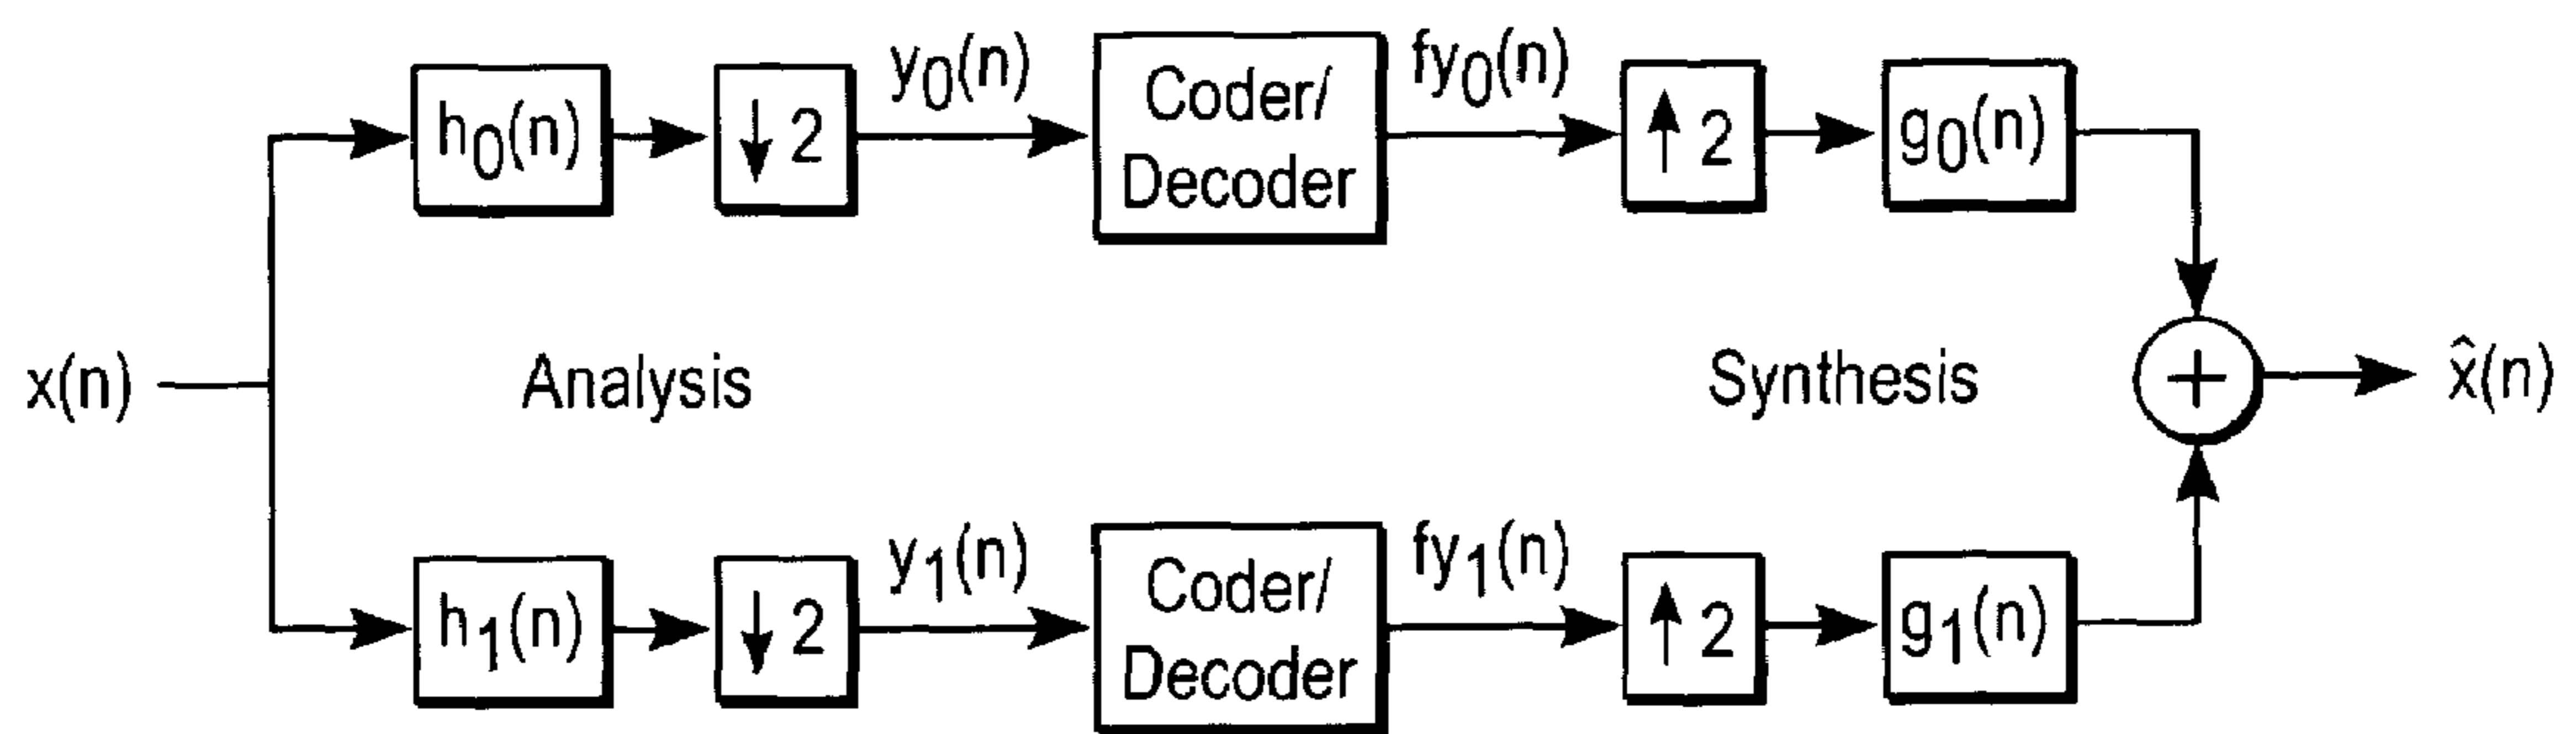 h₀(n)
↓ 2
y₀(n)
Coder/
Decoder
fy₀(n)
↑ 2
g₀(n)
x(n)
Analysis
Synthesis
+
x̂(n)
h₁(n)
↓ 2
y₁(n)
Coder/
Decoder
fy₁(n)
↑ 2
g₁(n)